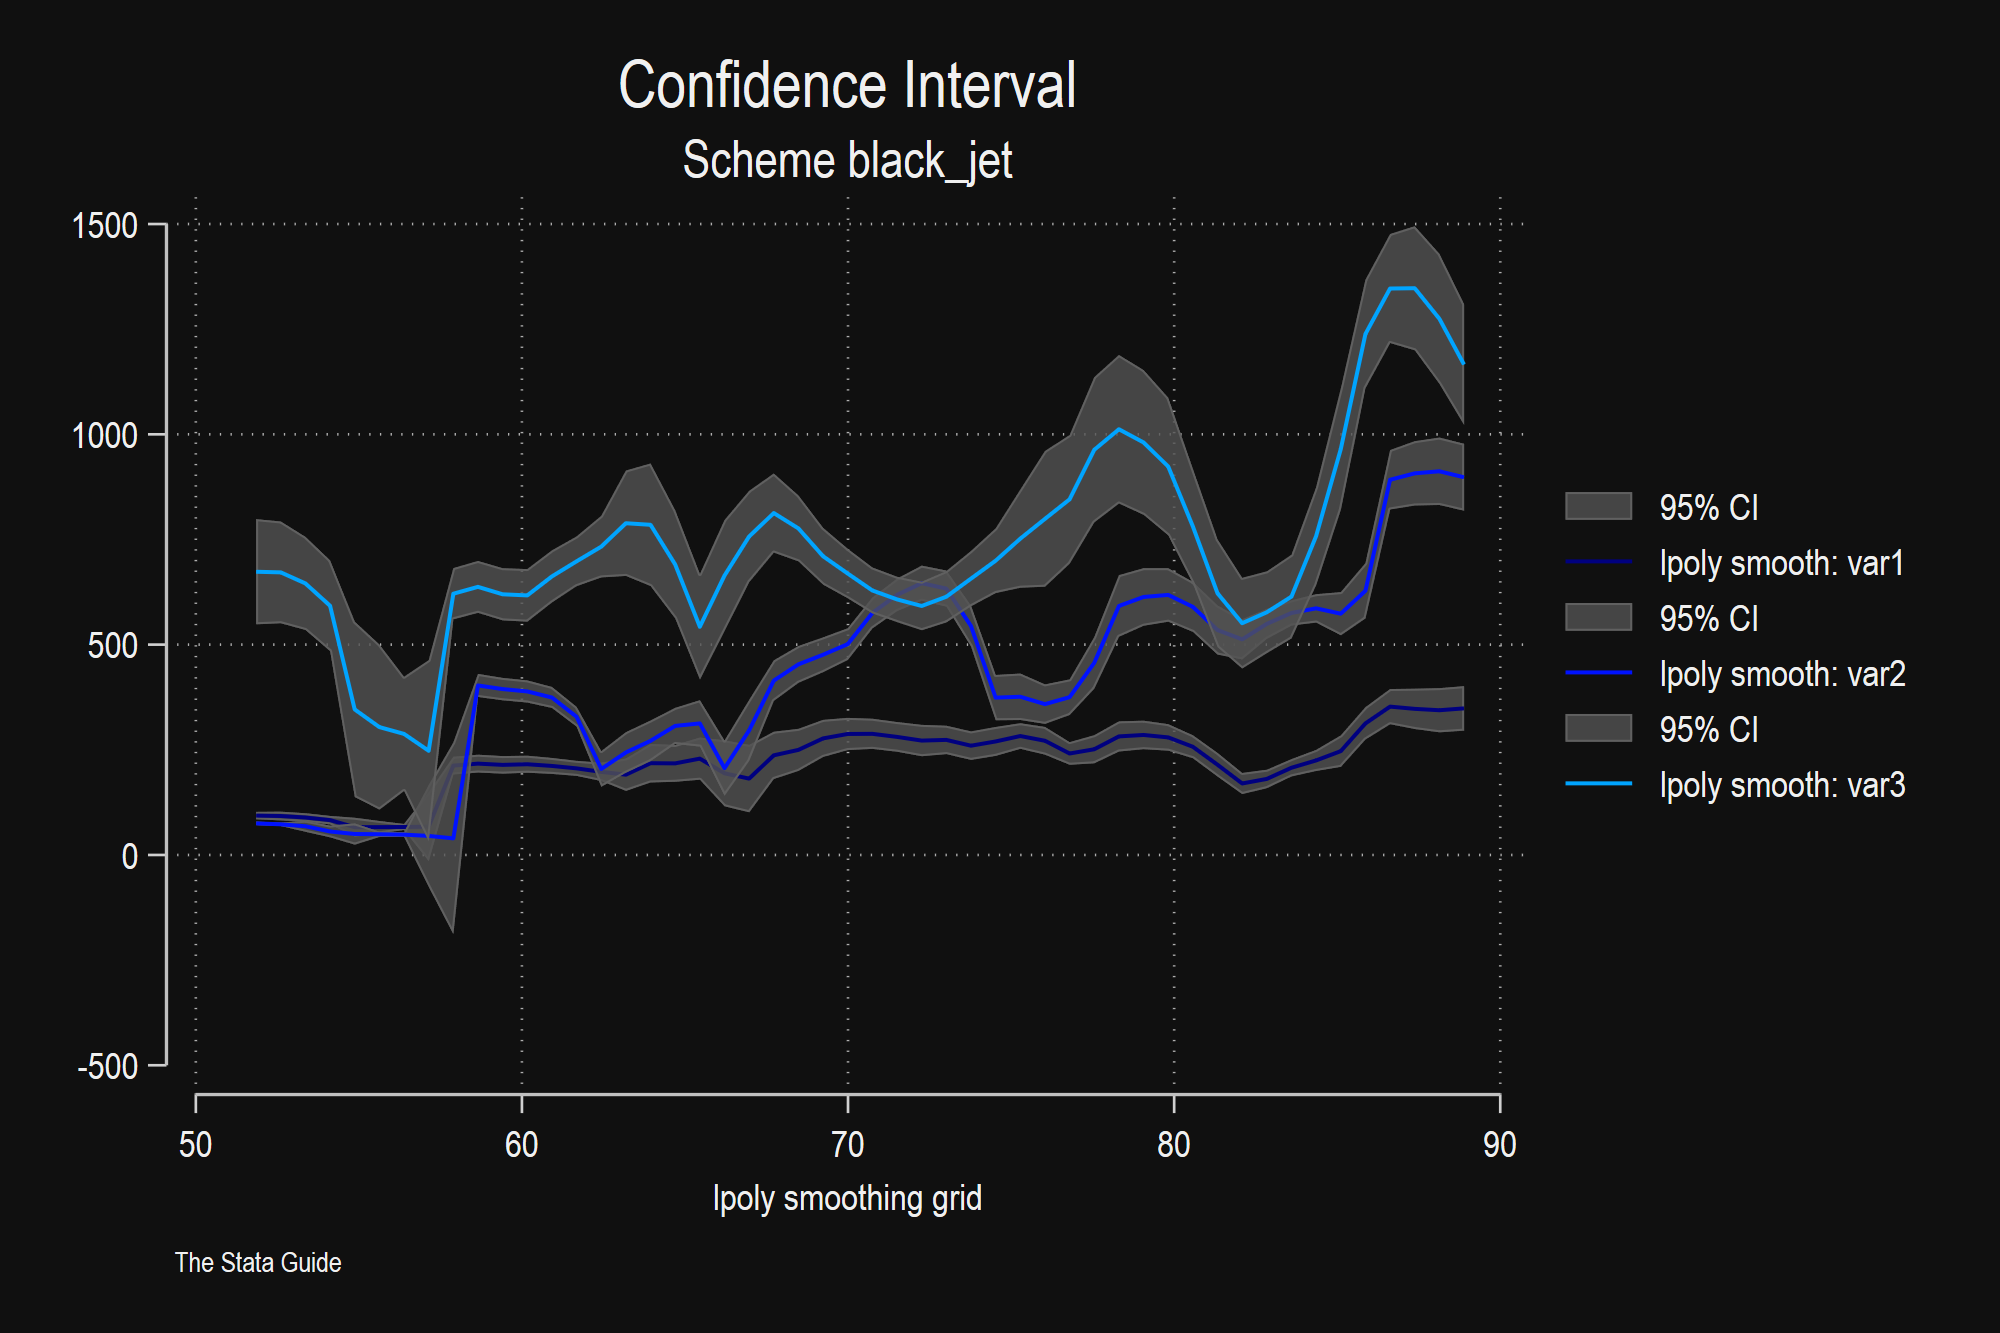 Confidence Interval
Scheme black_jet
1500
1000
500
0
-500
50 60 70 80 90
lpoly smoothing grid
95% CI
lpoly smooth: var1
95% CI
lpoly smooth: var2
95% CI
lpoly smooth: var3
The Stata Guide